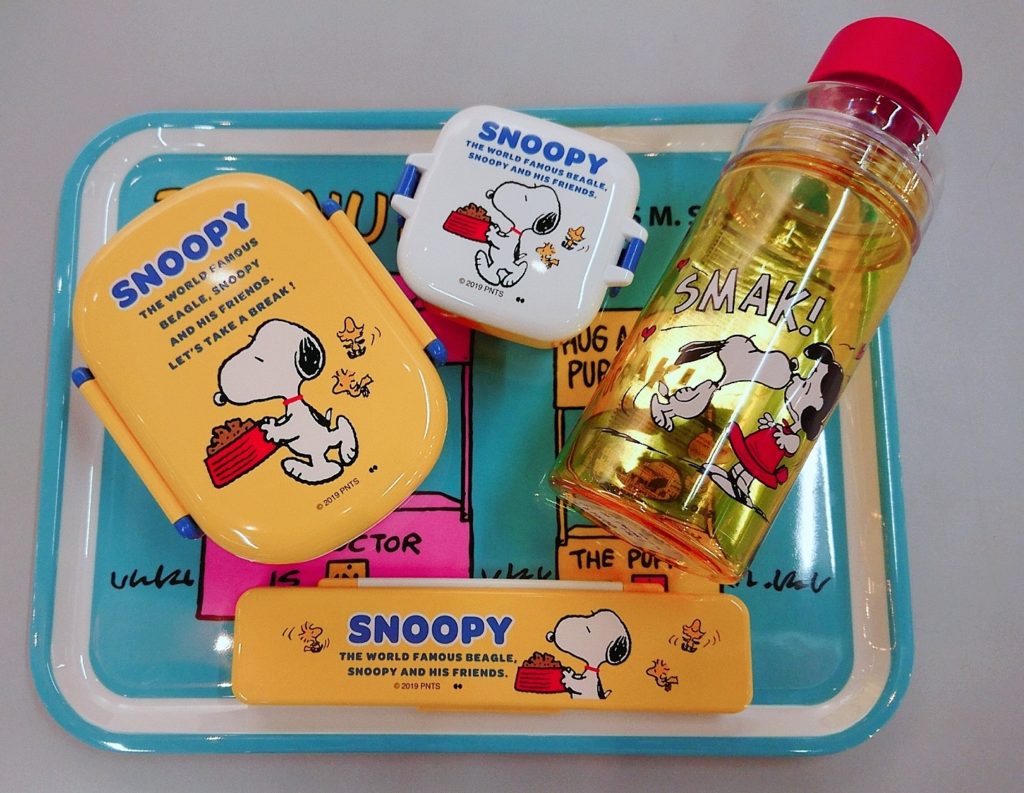 SNOOPY
THE WORLD FAMOUS
BEAGLE, SNOOPY
AND HIS FRIENDS.
LET'S TAKE A BREAK!
© 2019 PNTS
SNOOPY
THE WORLD FAMOUS BEAGLE,
SNOOPY AND HIS FRIENDS.
© 2019 PNTS
SMAK!
M. S
HUG A
PUP
CTOR
IS IN
THE PUP
SNOOPY
THE WORLD FAMOUS BEAGLE,
SNOOPY AND HIS FRIENDS.
© 2019 PNTS